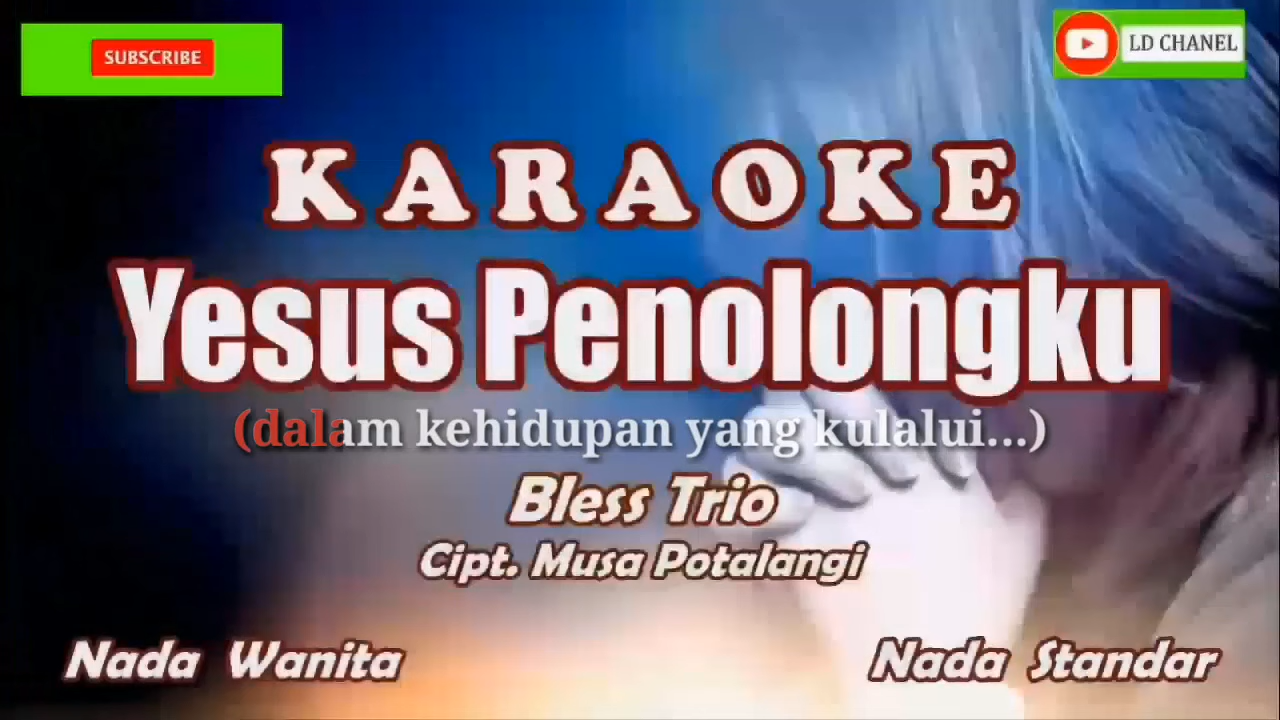 SUBSCRIBE
LD CHANEL
KARAOKE
Yesus Penolongku
(dalam kehidupan yang kulalui...)
Bless Trio
Cipt. Musa Potalangi
Nada Wanita
Nada Standar